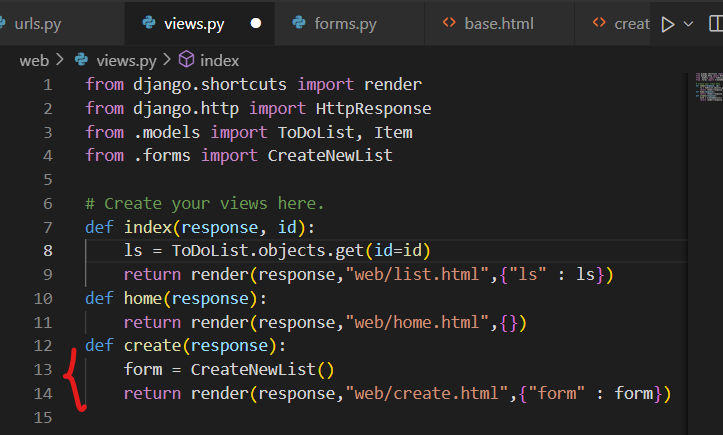 urls.py views.py forms.py <> base.html <> creat
web > views.py > index
1 from django.shortcuts import render
2 from django.http import HttpResponse
3 from .models import ToDoList, Item
4 from .forms import CreateNewList
5
6 # Create your views here.
7 def index(response, id):
8     ls = ToDoList.objects.get(id=id)
9     return render(response,"web/list.html",{"ls" : ls})
10 def home(response):
11     return render(response,"web/home.html",{})
12 def create(response):
13     form = CreateNewList()
14     return render(response,"web/create.html",{"form" : form})
15